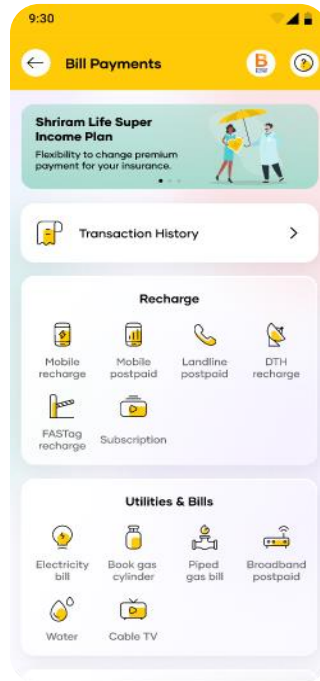 9:30
Bill Payments
B
?
Shriram Life Super
Income Plan
Flexibility to change premium
payment for your insurance.
Transaction History
Recharge
Mobile
recharge
Mobile
postpaid
Landline
postpaid
DTH
recharge
FASTag
recharge
Subscription
Utilities & Bills
Electricity
bill
Book gas
cylinder
Piped
gas bill
Broadband
postpaid
Water
Cable TV